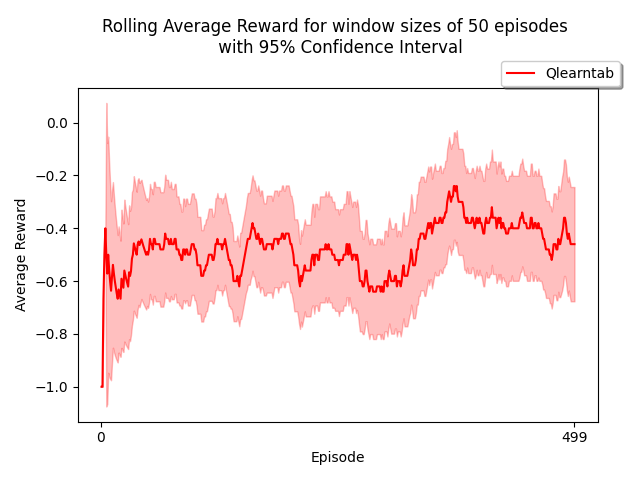 Rolling Average Reward for window sizes of 50 episodes
with 95% Confidence Interval
Qlearntab
0.0
−0.2
−0.4
−0.6
−0.8
−1.0
Average Reward
0
499
Episode